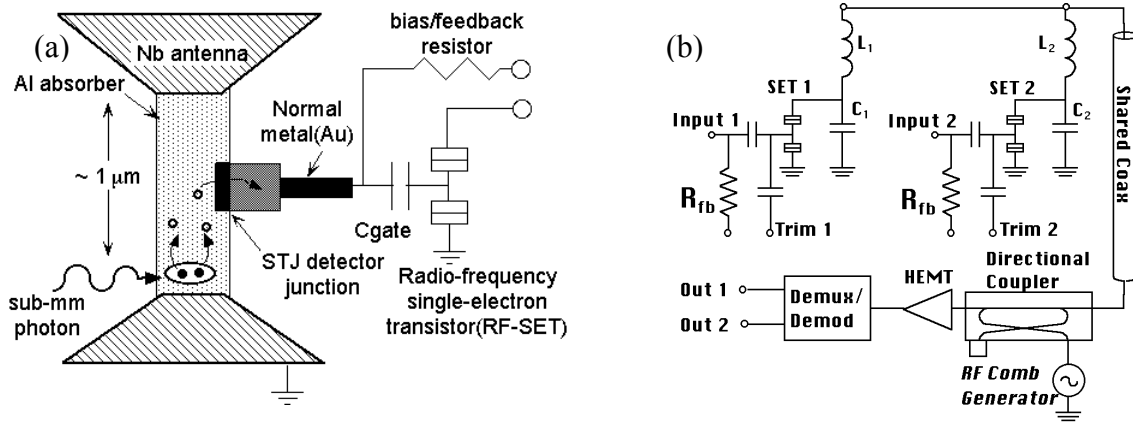 (a)
Nb antenna
Al absorber
~ 1 μm
sub-mm
photon
Normal
metal(Au)
STJ detector
junction
bias/feedback
resistor
Cgate
Radio-frequency
single-electron
transistor(RF-SET)
(b)
L1
L2
SET 1
SET 2
C1
C2
Input 1
Input 2
Rfb
Rfb
Trim 1
Trim 2
Shared Coax
Directional
Coupler
HEMT
Out 1
Out 2
Demux/
Demod
RF Comb
Generator